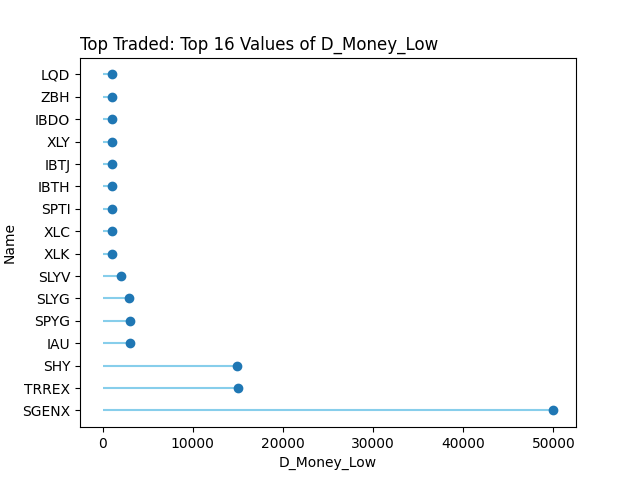 Top Traded: Top 16 Values of D_Money_Low
LQD
ZBH
IBDO
XLY
IBTJ
IBTH
SPTI
XLC
XLK
SLYV
SLYG
SPYG
IAU
SHY
TRREX
SGENX
Name
0 10000 20000 30000 40000 50000
D_Money_Low